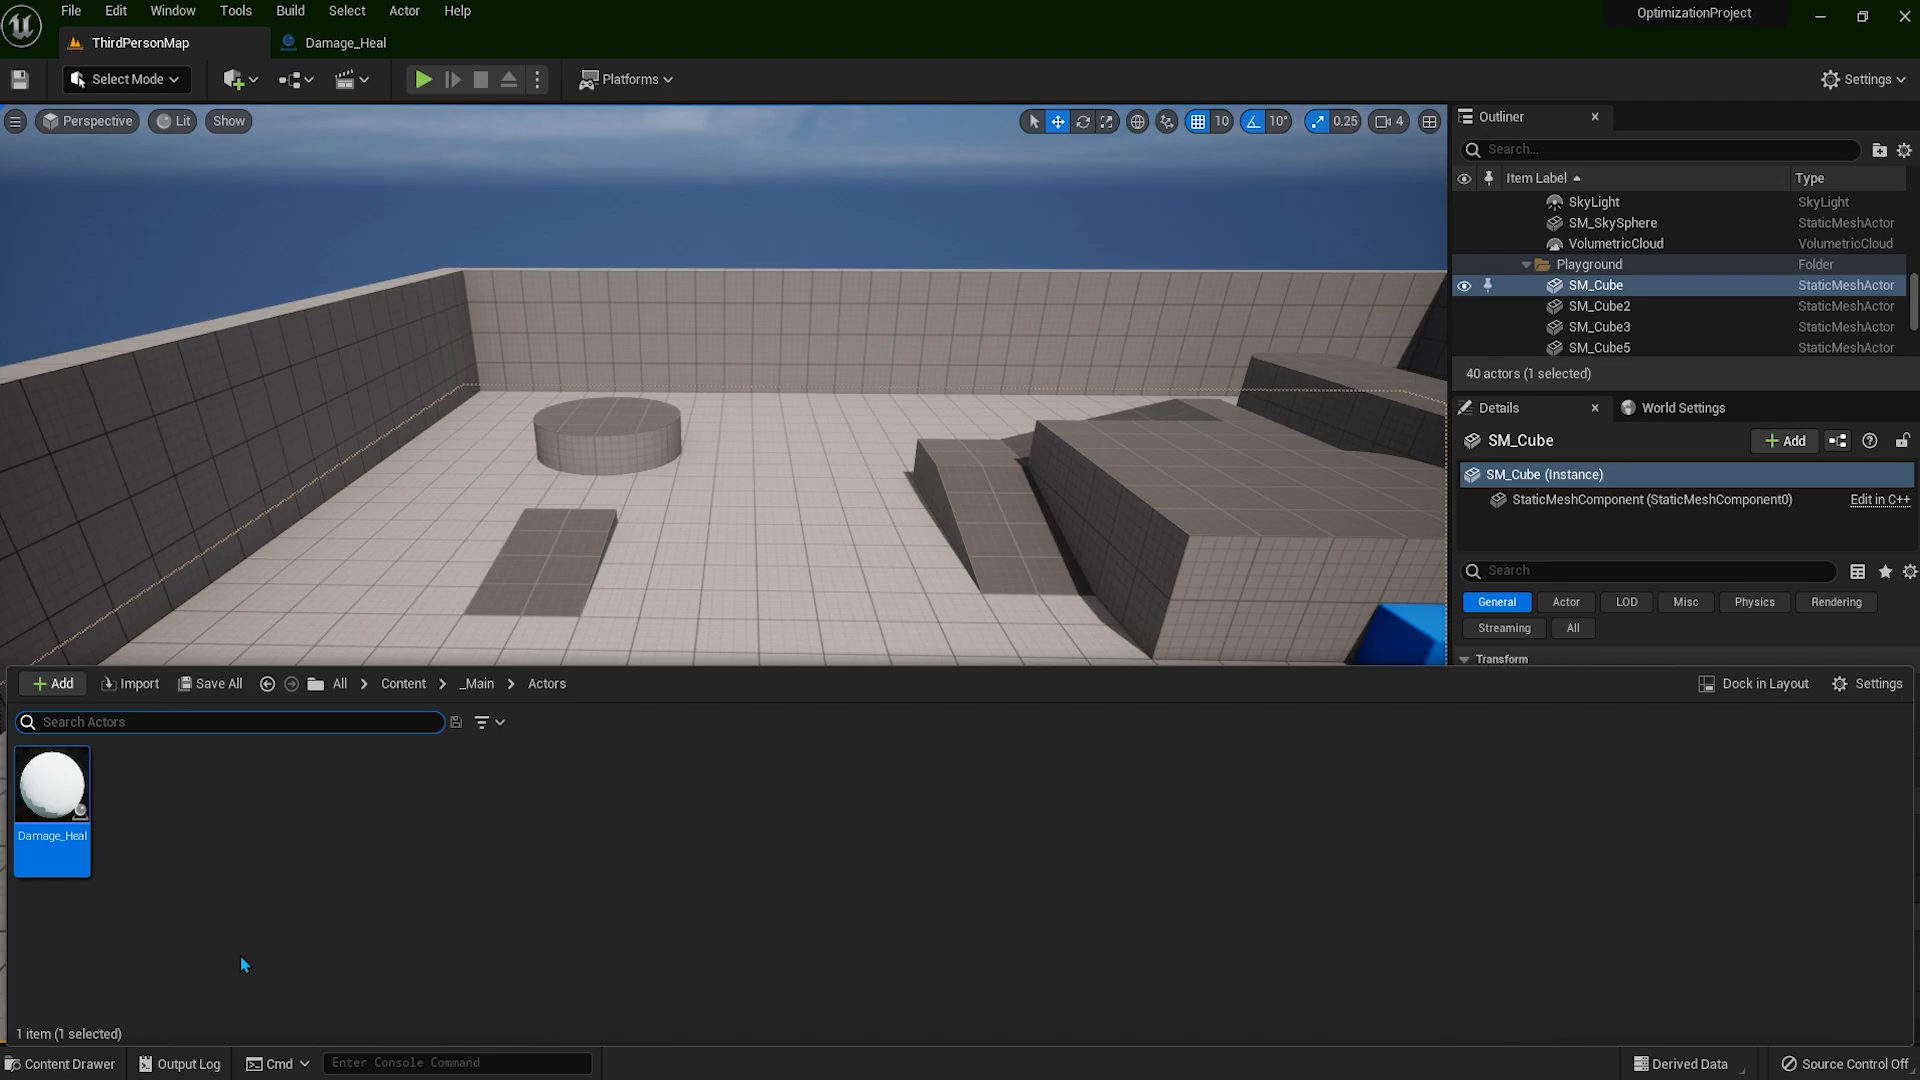 File Edit Window Tools Build Select Actor Help
OptimizationProject
ThirdPersonMap
Damage_Heal
Select Mode
Platforms
Settings
Perspective
Lit
Show
10
10°
0.25
4
Outliner
Search...
Item Label
Type
SkyLight SkyLight
SM_SkySphere StaticMeshActor
VolumetricCloud VolumetricCloud
Playground Folder
SM_Cube StaticMeshActor
SM_Cube2 StaticMeshActor
SM_Cube3 StaticMeshActor
SM_Cube5 StaticMeshActor
40 actors (1 selected)
Details
World Settings
SM_Cube
Add
SM_Cube (Instance)
StaticMeshComponent (StaticMeshComponent0) Edit in C++
Search
General Actor LOD Misc Physics Rendering
Streaming All
Transform
Add Import Save All All Content _Main Actors
Dock in Layout Settings
Search Actors
Damage_Heal
1 item (1 selected)
Content Drawer Output Log Cmd Enter Console Command
Derived Data Source Control Off